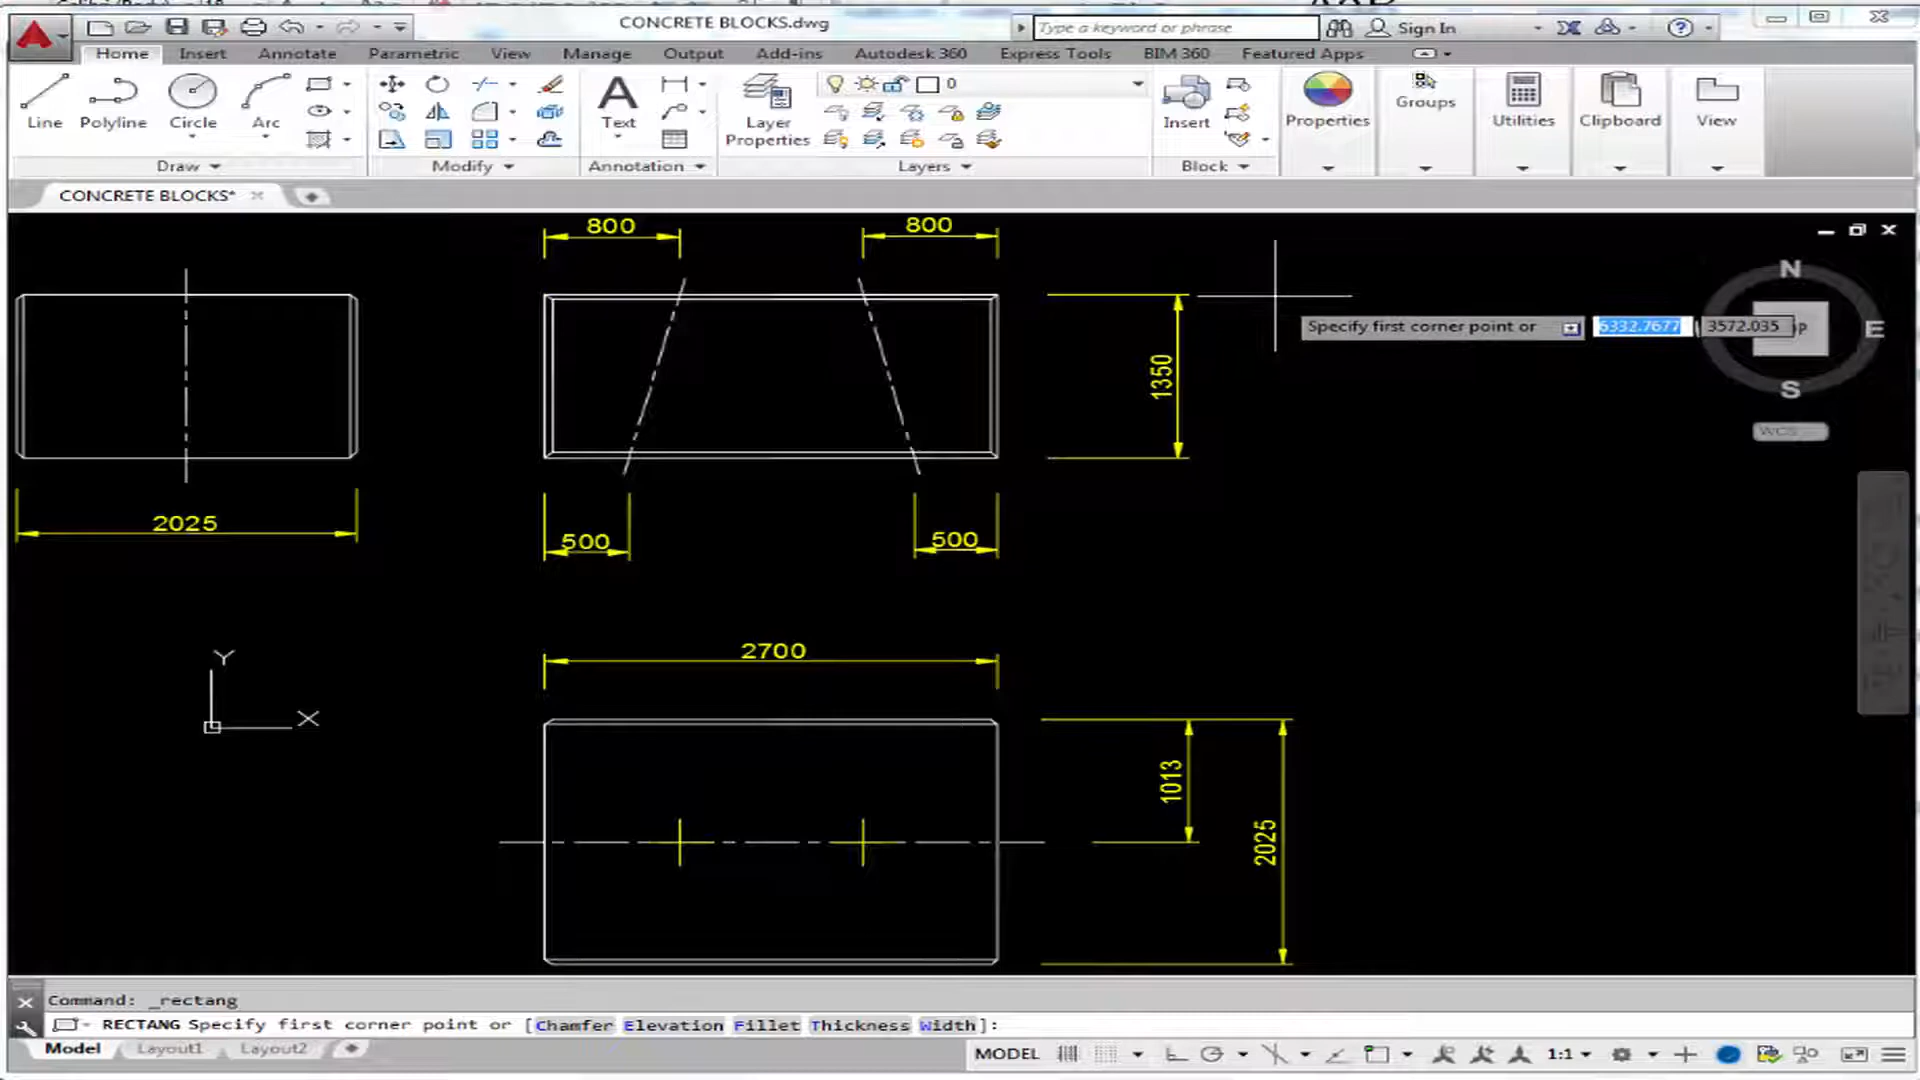 CONCRETE BLOCKS.dwg
Type a keyword or phrase
Sign In
Home Insert Annotate Parametric View Manage Output Add-ins Autodesk 360 Express Tools BIM 360 Featured Apps
0
Line Polyline Circle Arc
Text
Layer Properties
Insert
Properties
Groups
Utilities
Clipboard
View
Draw Modify Annotation Layers Block
CONCRETE BLOCKS*
800 800
N
Specify first corner point or 6332.7677 3572.035
E
S
WCS
1350
2025
500 500
2700
Y
X
1013
2025
Command: _rectang
RECTANG Specify first corner point or [Chamfer Elevation Fillet Thickness Width]:
Model Layout1 Layout2
MODEL 1:1